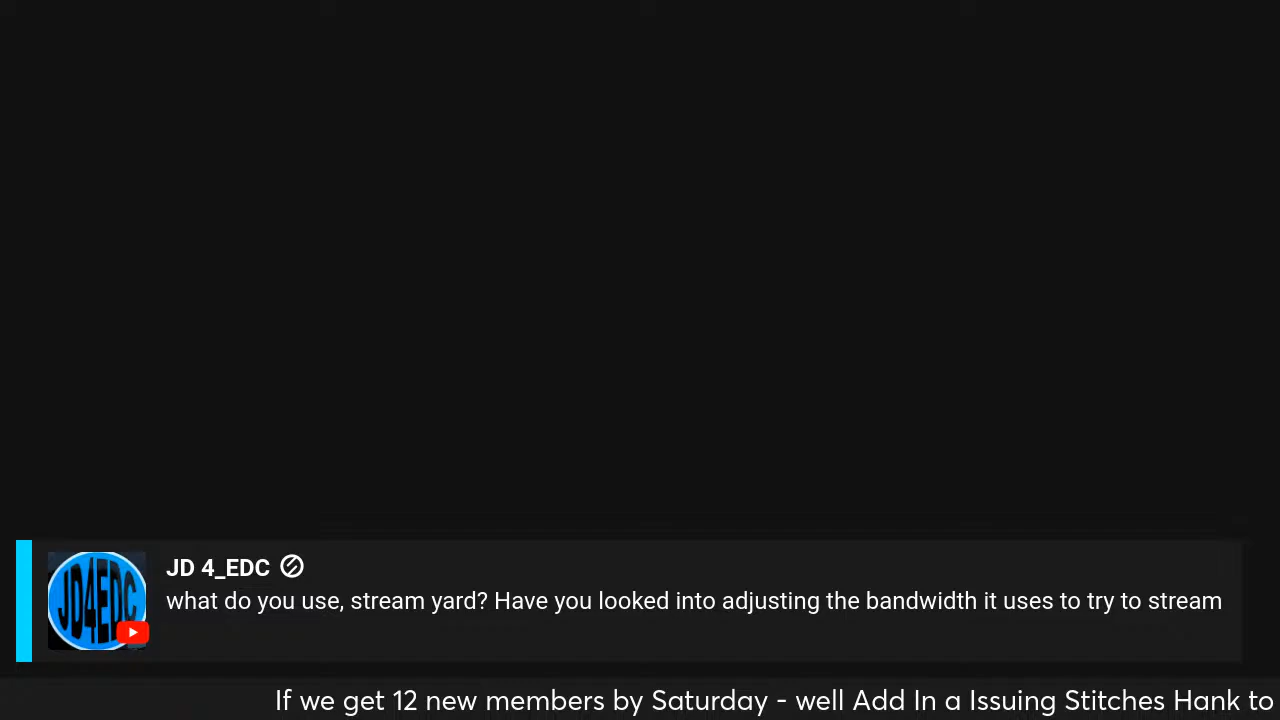 JD 4_EDC
what do you use, stream yard? Have you looked into adjusting the bandwidth it uses to try to stream
JD4EDC
If we get 12 new members by Saturday - well Add In a Issuing Stitches Hank to